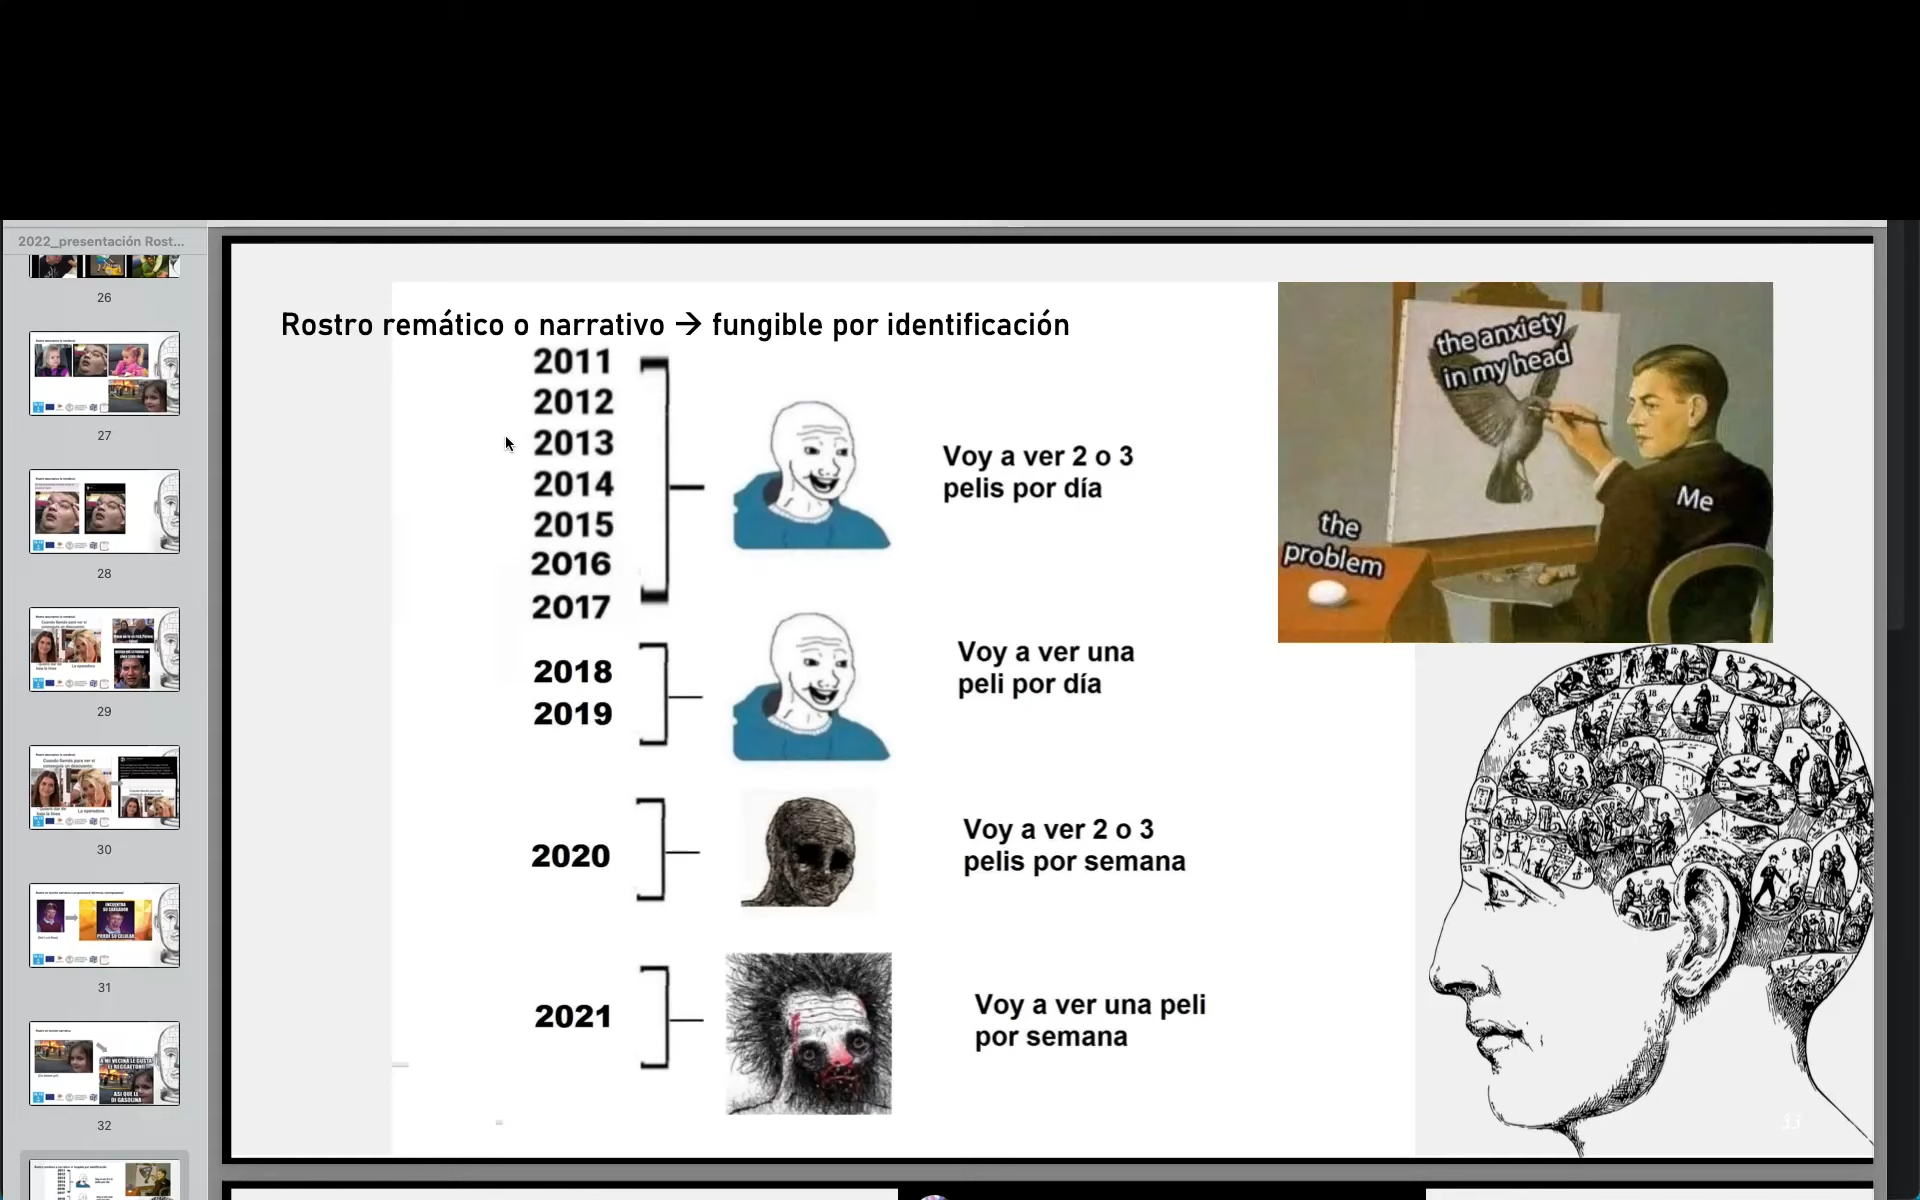 2022_presentación Rost...
26
27
28
29
30
31
32
Rostro remático o narrativo → fungible por identificación
2011
2012
2013
2014
2015
2016
2017
Voy a ver 2 o 3
pelis por día
2018
2019
Voy a ver una
peli por día
2020
Voy a ver 2 o 3
pelis por semana
2021
Voy a ver una peli
por semana
the anxiety
in my head
Me
the
problem
33